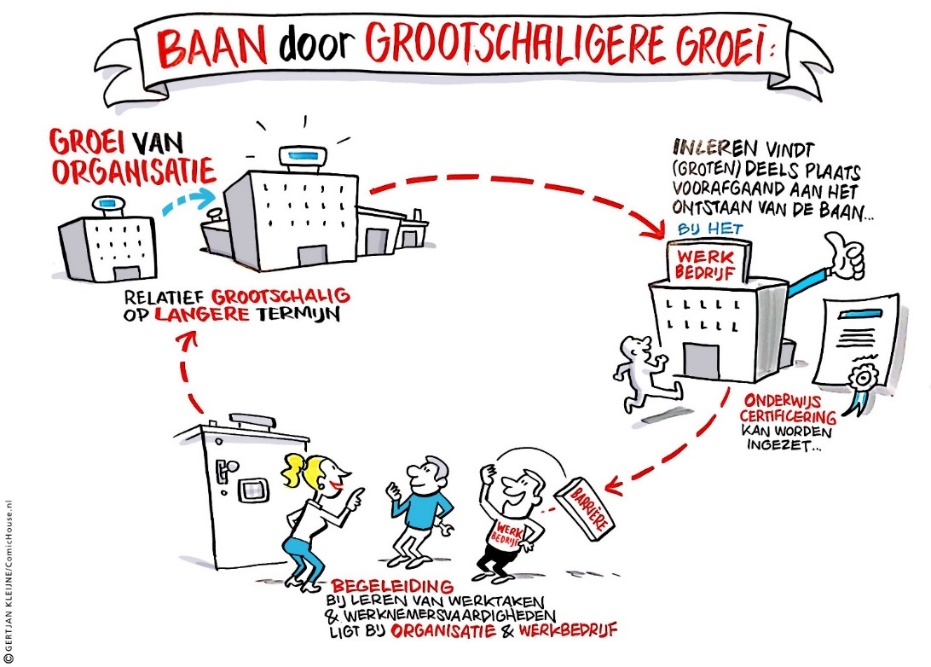 BAAN door GROOTSCHALIGERE GROEI:
GROEI VAN
ORGANISATIE
RELATIEF GROOTSCHALIG
OP LANGERE TERMIJN
INLEREN VINDT
(GROTEN) DEELS PLAATS
VOORAFGAAND AAN HET
ONTSTAAN VAN DE BAAN...
BIJ HET
WERK
BEDRIJF
ONDERWIJS
CERTIFICERING
KAN WORDEN
INGEZET...
BARRIÈRE
WERK
BEDRIJF
BEGELEIDING
BIJ LEREN VAN WERKTAKEN
& WERKNEMERSVAARDIGHEDEN
LIGT BIJ ORGANISATIE & WERKBEDRIJF
©GERTJAN KLEIJNE/ComicHouse.nl